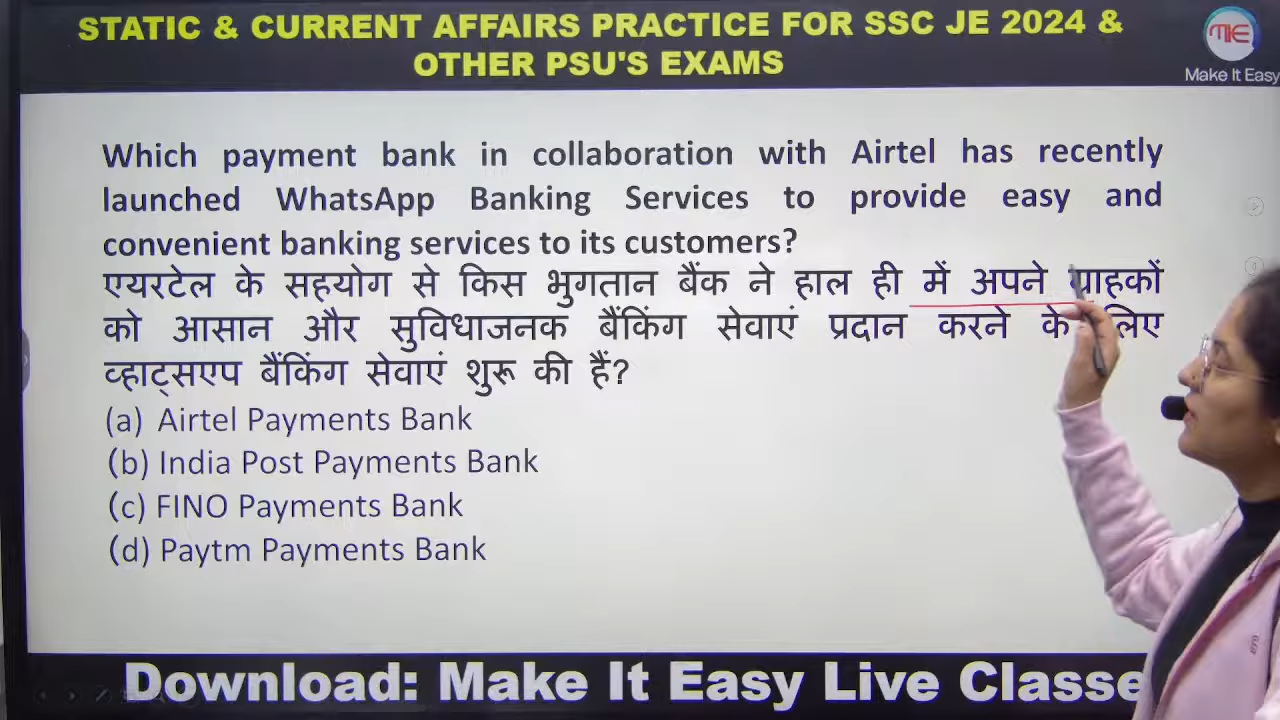 STATIC & CURRENT AFFAIRS PRACTICE FOR SSC JE 2024 &
OTHER PSU'S EXAMS
MIE
Make It Easy
Which payment bank in collaboration with Airtel has recently
launched WhatsApp Banking Services to provide easy and
convenient banking services to its customers?
एयरटेल के सहयोग से किस भुगतान बैंक ने हाल ही में अपने ग्राहकों
को आसान और सुविधाजनक बैंकिंग सेवाएं प्रदान करने के लिए
व्हाट्सएप बैंकिंग सेवाएं शुरू की हैं?
(a) Airtel Payments Bank
(b) India Post Payments Bank
(c) FINO Payments Bank
(d) Paytm Payments Bank
Download: Make It Easy Live Classe